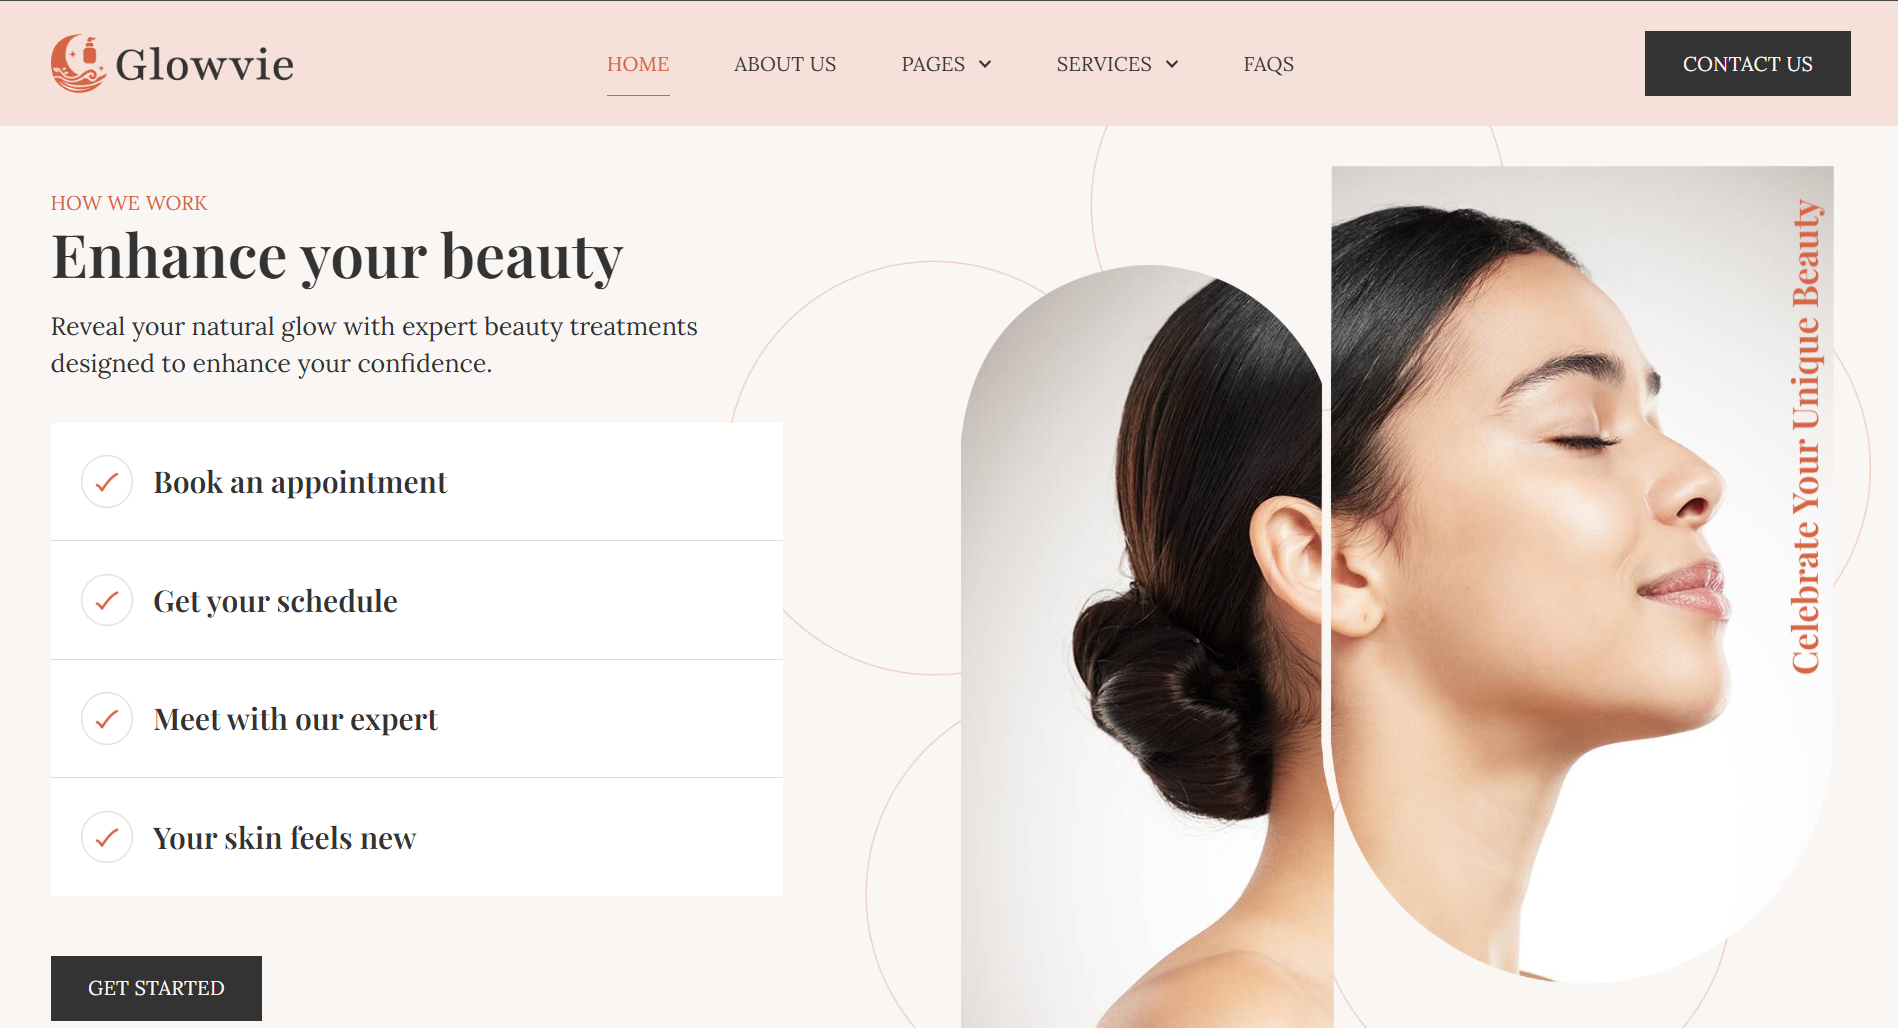 Glowvie
HOME
ABOUT US
PAGES
SERVICES
FAQS
CONTACT US
HOW WE WORK
Enhance your beauty
Reveal your natural glow with expert beauty treatments
designed to enhance your confidence.
Book an appointment
Get your schedule
Meet with our expert
Your skin feels new
GET STARTED
Celebrate Your Unique Beauty